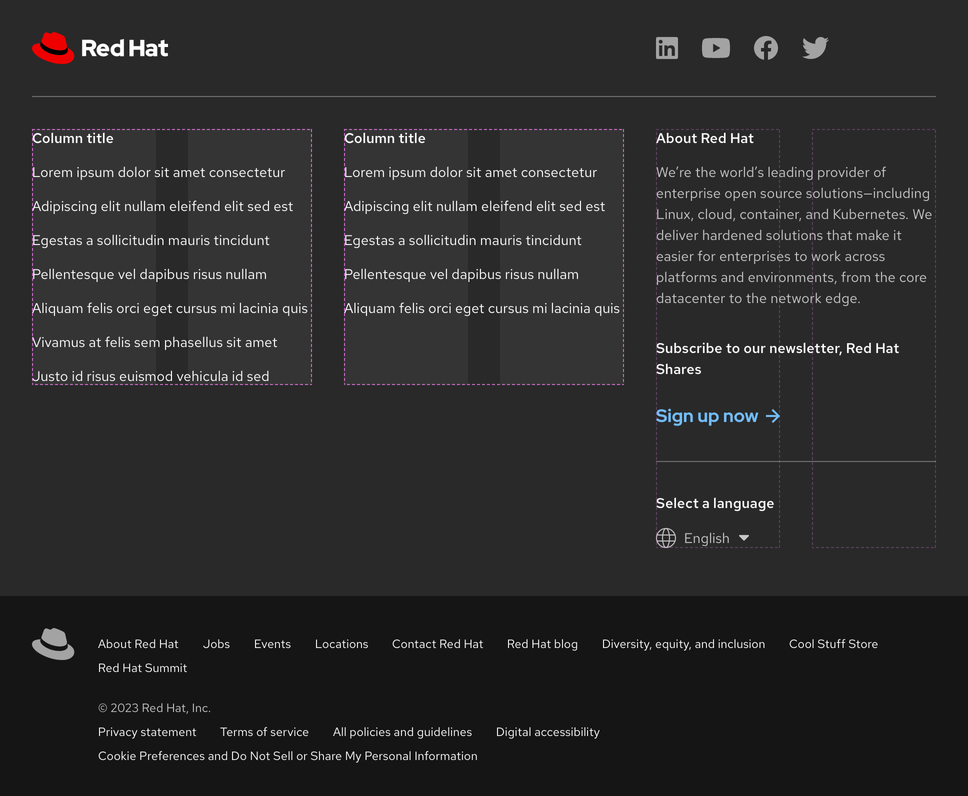 Red Hat
Column title
Lorem ipsum dolor sit amet consectetur
Adipiscing elit nullam eleifend elit sed est
Egestas a sollicitudin mauris tincidunt
Pellentesque vel dapibus risus nullam
Aliquam felis orci eget cursus mi lacinia quis
Vivamus at felis sem phasellus sit amet
Justo id risus euismod vehicula id sed
Column title
Lorem ipsum dolor sit amet consectetur
Adipiscing elit nullam eleifend elit sed est
Egestas a sollicitudin mauris tincidunt
Pellentesque vel dapibus risus nullam
Aliquam felis orci eget cursus mi lacinia quis
About Red Hat
We’re the world’s leading provider of
enterprise open source solutions—including
Linux, cloud, container, and Kubernetes. We
deliver hardened solutions that make it
easier for enterprises to work across
platforms and environments, from the core
datacenter to the network edge.
Subscribe to our newsletter, Red Hat
Shares
Sign up now
Select a language
English
About Red Hat Jobs Events Locations Contact Red Hat Red Hat blog Diversity, equity, and inclusion Cool Stuff Store
Red Hat Summit
© 2023 Red Hat, Inc.
Privacy statement Terms of service All policies and guidelines Digital accessibility
Cookie Preferences and Do Not Sell or Share My Personal Information